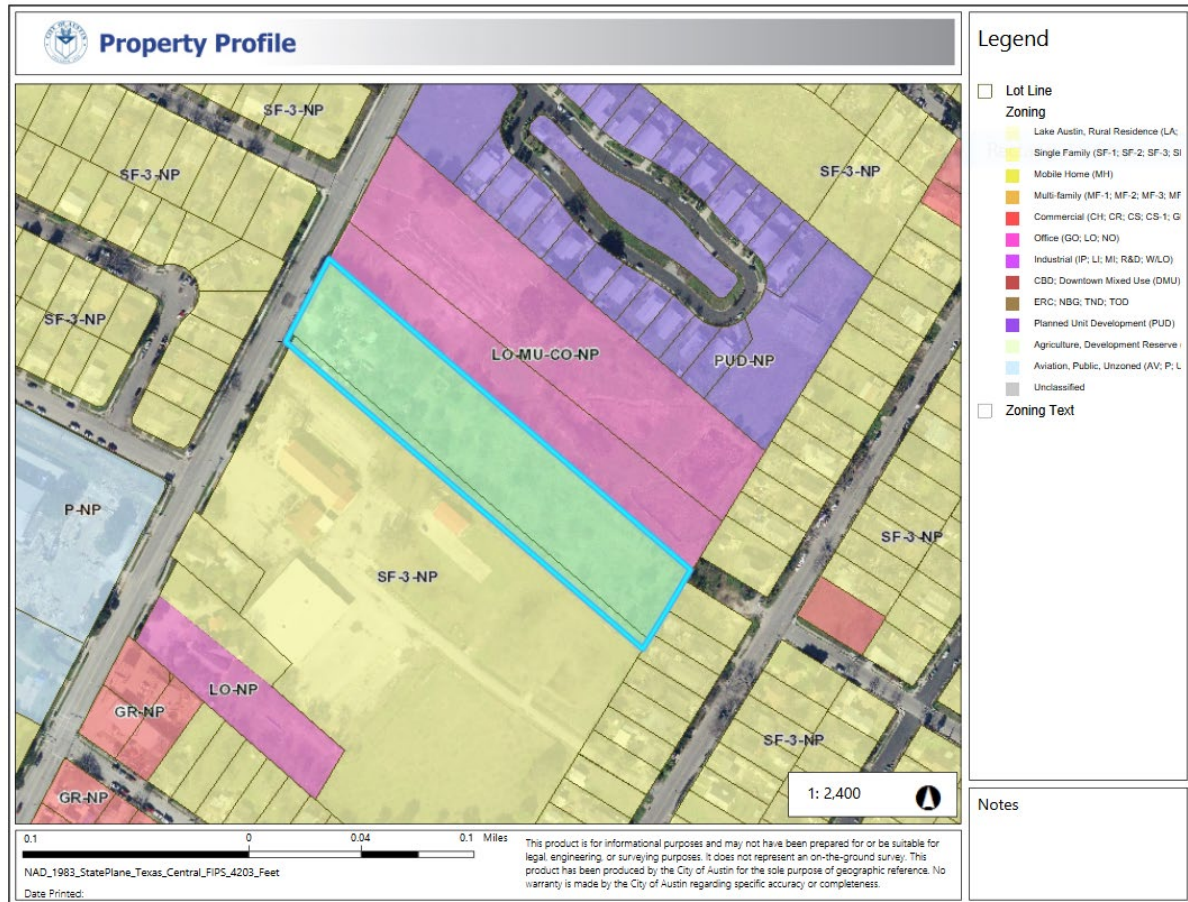 Property Profile
SF-3-NP
SF-3-NP
SF-3-NP
SF-3-NP
LO-MU-CO-NP
PUD-NP
P-NP
SF-3-NP
SF-3-NP
LO-NP
GR-NP
SF-3-NP
GR-NP
1: 2,400
0.1 0 0.04 0.1 Miles
NAD_1983_StatePlane_Texas_Central_FIPS_4203_Feet
Date Printed:
This product is for informational purposes and may not have been prepared for or be suitable for
legal, engineering, or surveying purposes. It does not represent an on-the-ground survey. This
product has been produced by the City of Austin for the sole purpose of geographic reference. No
warranty is made by the City of Austin regarding specific accuracy or completeness.
Legend
Lot Line
Zoning
Lake Austin, Rural Residence (LA;
Single Family (SF-1; SF-2; SF-3; SI
Mobile Home (MH)
Multi-family (MF-1; MF-2; MF-3; MF
Commercial (CH; CR; CS; CS-1; GI
Office (GO; LO; NO)
Industrial (IP; LI; MI; R&D; W/LO)
CBD; Downtown Mixed Use (DMU)
ERC; NBG; TND; TOD
Planned Unit Development (PUD)
Agriculture, Development Reserve
Aviation, Public, Unzoned (AV; P; U
Unclassified
Zoning Text
Notes